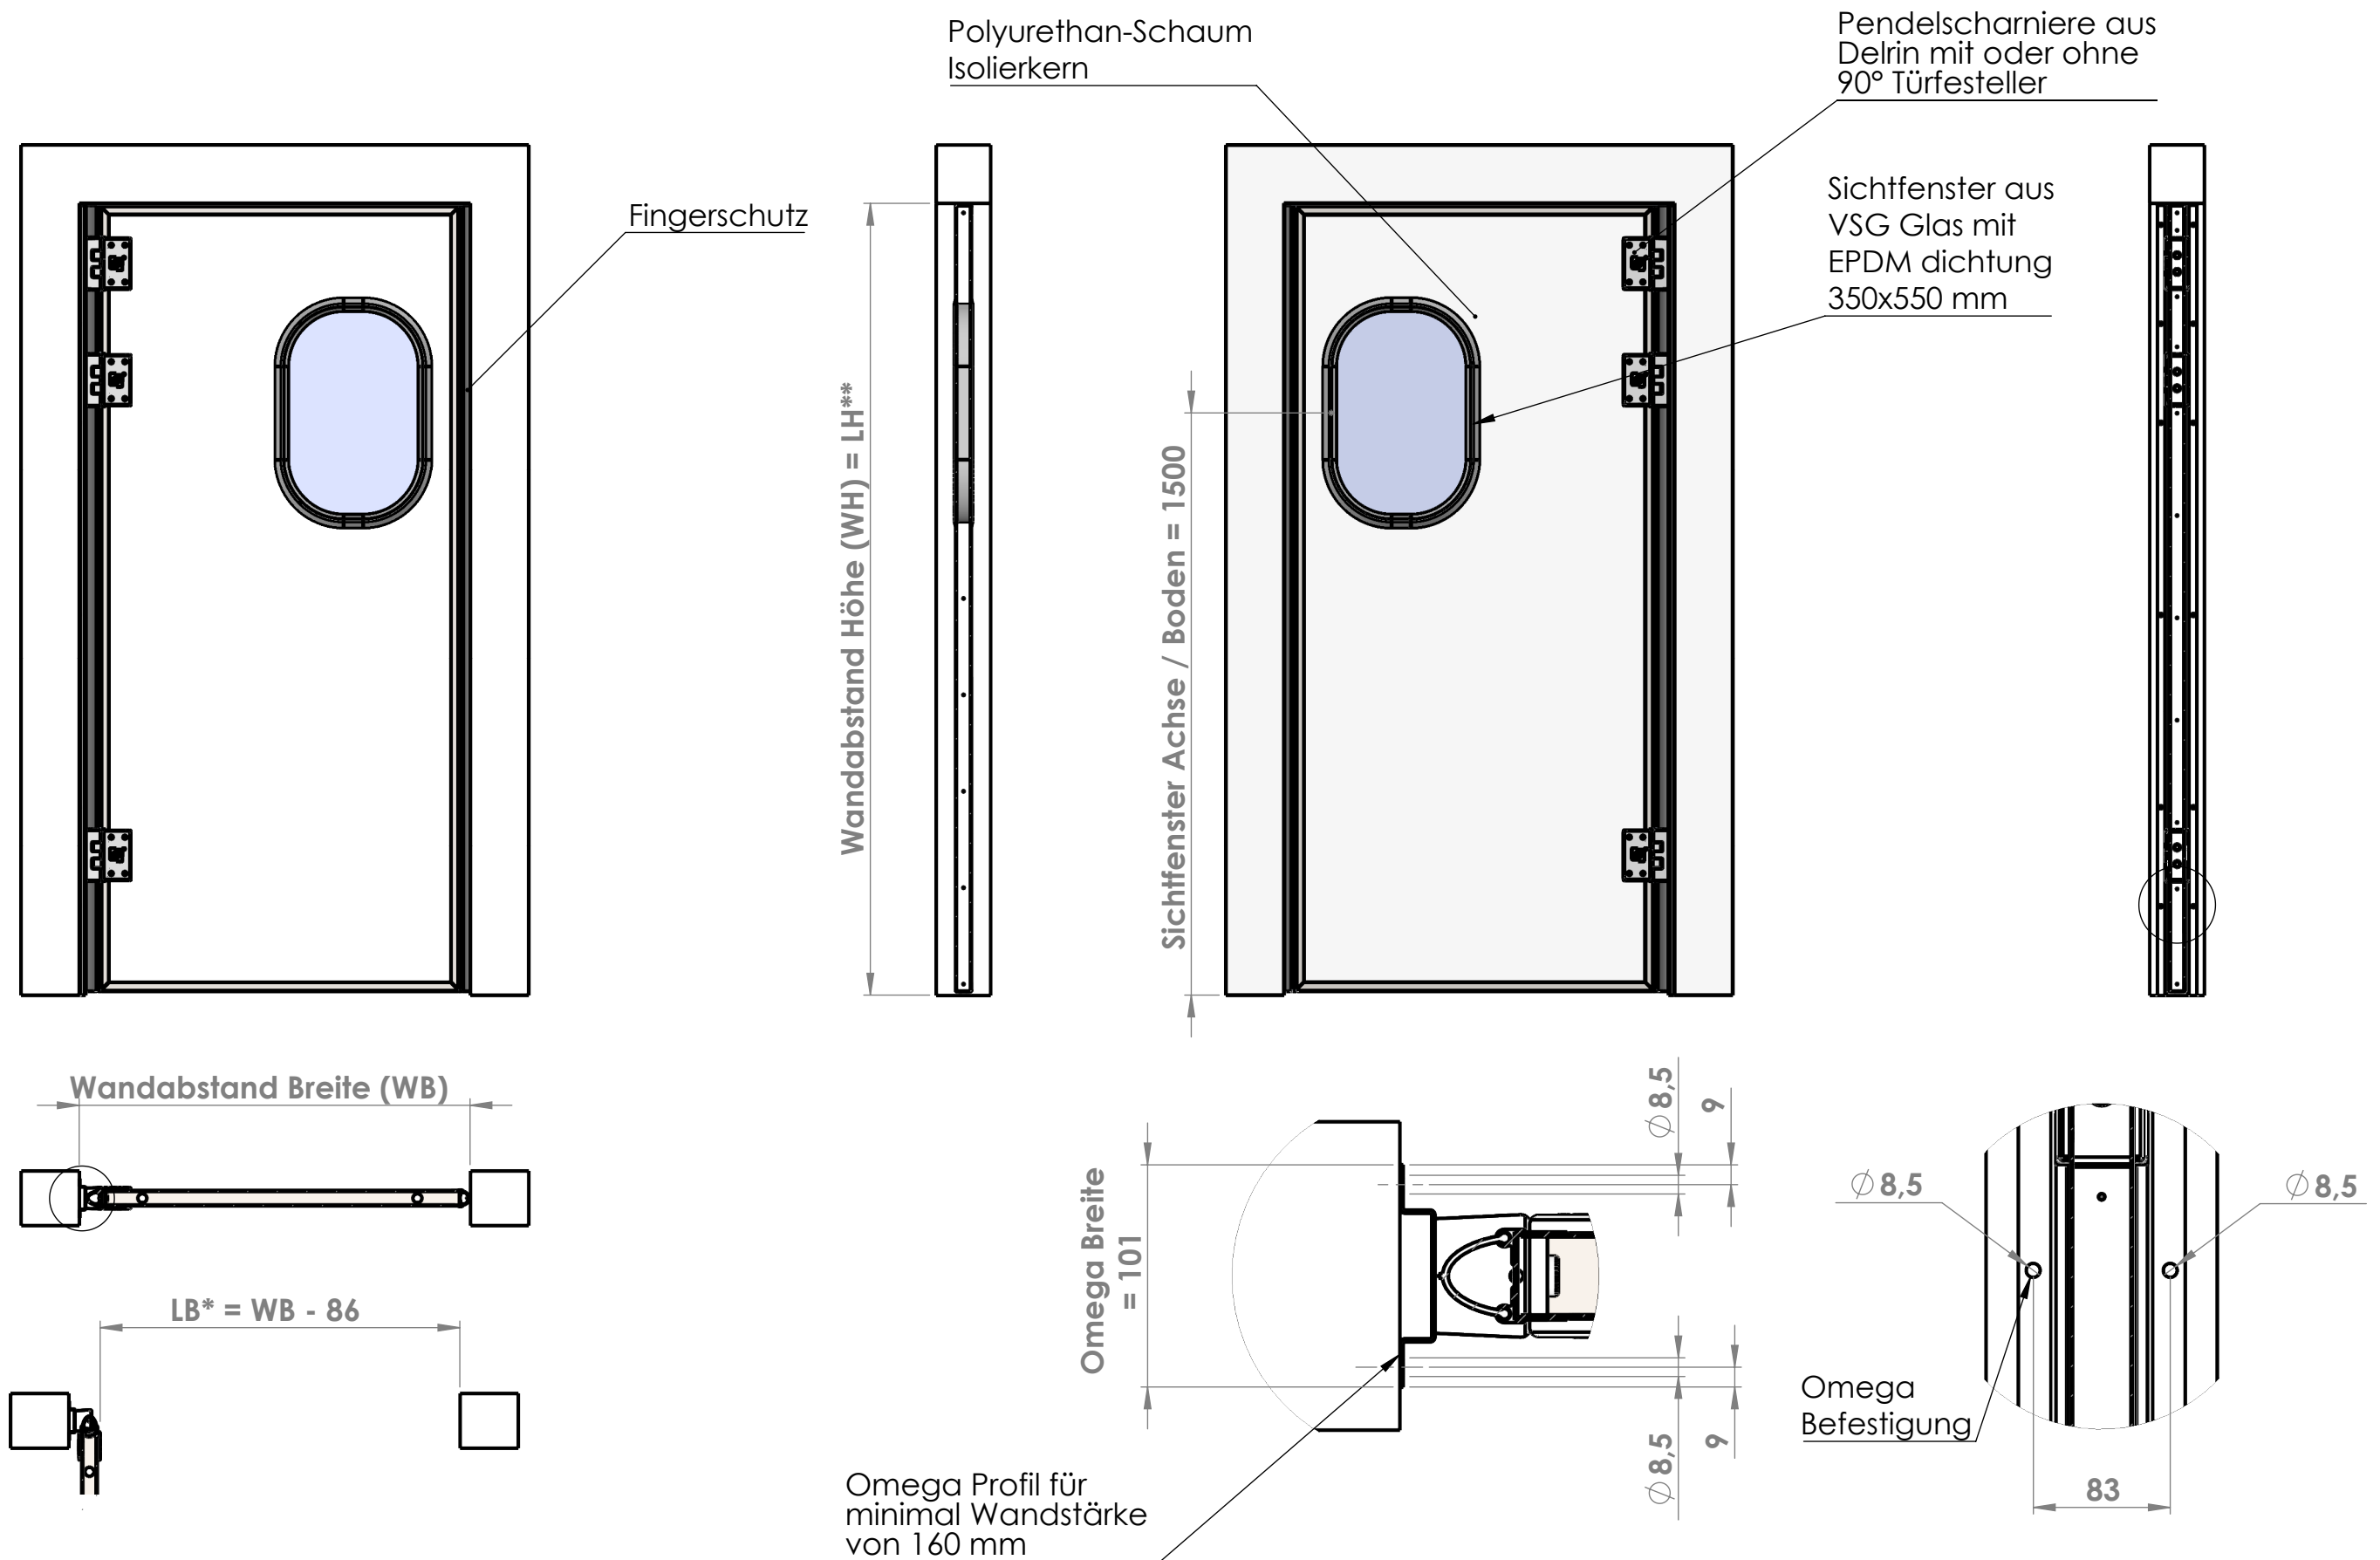 Polyurethan-Schaum
Isolierkern
Pendelscharniere aus
Delrin mit oder ohne
90° Türfesteller
Fingerschutz
Sichtfenster aus
VSG Glas mit
EPDM dichtung
350x550 mm
Wandabstand Höhe (WH) = LH**
Sichtfenster Achse / Boden = 1500
Wandabstand Breite (WB)
LB* = WB - 86
Omega Breite
= 101
Ø 8,5
9
Ø 8,5
9
Omega Profil für
minimal Wandstärke
von 160 mm
Ø 8,5
Ø 8,5
Omega
Befestigung
83